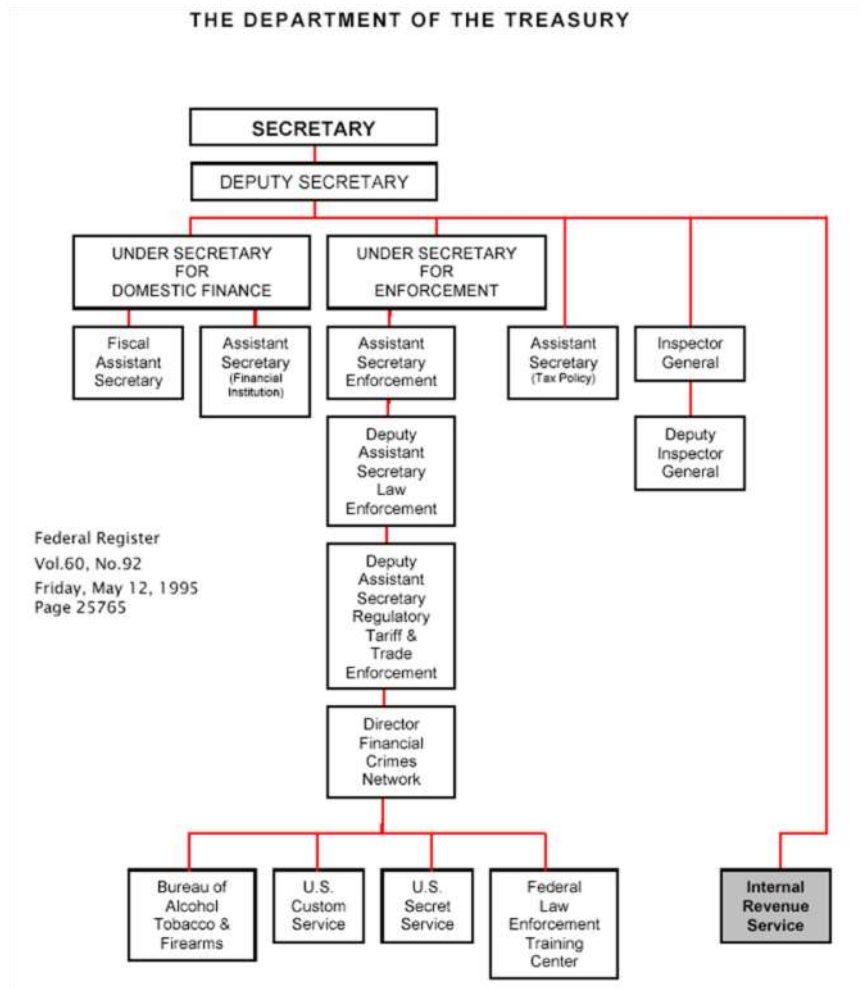 THE DEPARTMENT OF THE TREASURY
SECRETARY
DEPUTY SECRETARY
UNDER SECRETARY
FOR
DOMESTIC FINANCE
UNDER SECRETARY
FOR
ENFORCEMENT
Fiscal
Assistant
Secretary
Assistant
Secretary
(Financial
Institution)
Assistant
Secretary
Enforcement
Assistant
Secretary
(Tax Policy)
Inspector
General
Deputy
Assistant
Secretary
Law
Enforcement
Deputy
Inspector
General
Federal Register
Vol.60, No.92
Friday, May 12, 1995
Page 25765
Deputy
Assistant
Secretary
Regulatory
Tariff &
Trade
Enforcement
Director
Financial
Crimes
Network
Bureau of
Alcohol
Tobacco &
Firearms
U.S.
Custom
Service
U.S.
Secret
Service
Federal
Law
Enforcement
Training
Center
Internal
Revenue
Service